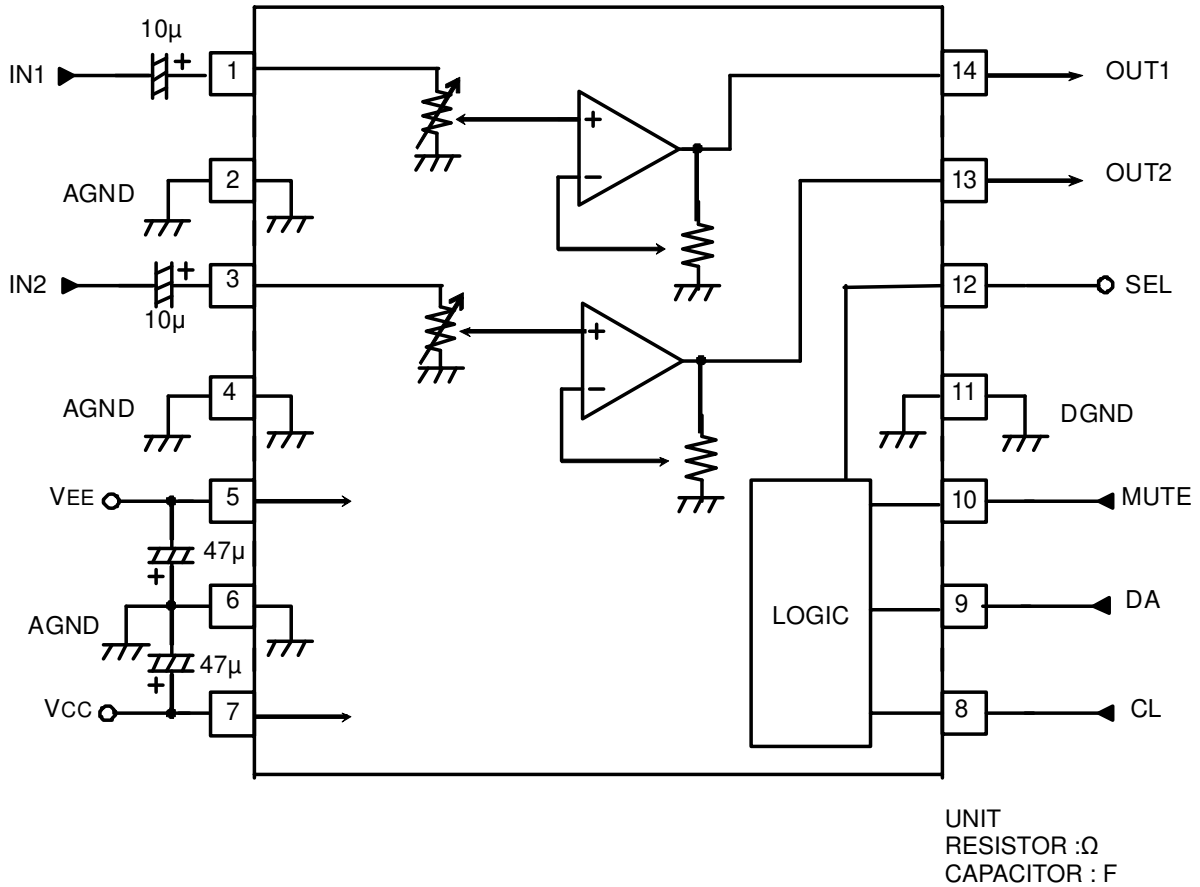 10μ
IN1
+
1
14
OUT1
+
−
AGND
2
13
OUT2
IN2
+
3
10μ
12
SEL
+
−
AGND
4
11
DGND
VEE
5
10
MUTE
47μ
+
AGND
6
LOGIC
9
DA
47μ
+
VCC
7
8
CL
UNIT
RESISTOR :Ω
CAPACITOR : F